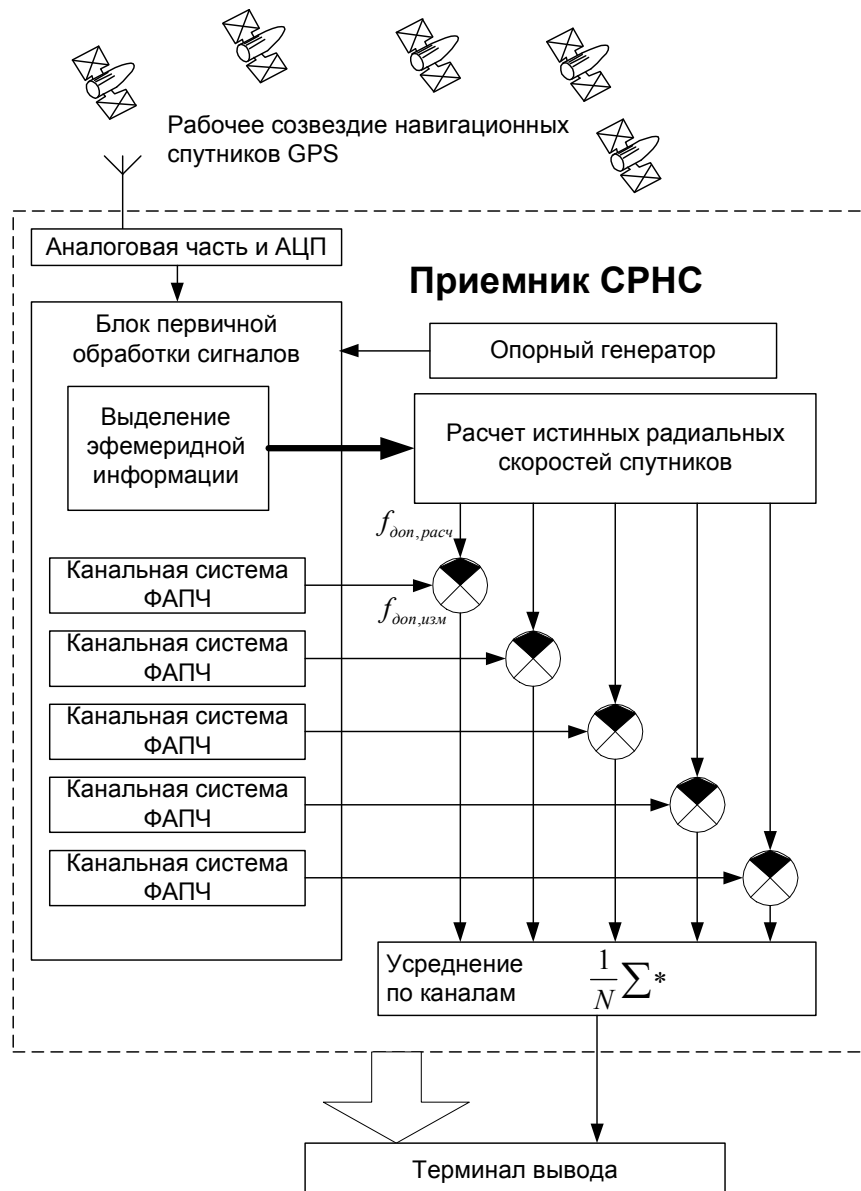 Рабочее созвездие навигационных
спутников GPS
Аналоговая часть и АЦП
Приемник СРНС
Блок первичной
обработки сигналов
Опорный генератор
Выделение
эфемеридной
информации
Расчет истинных радиальных
скоростей спутников
f доп,расч
Канальная система
ФАПЧ
f доп,изм
Канальная система
ФАПЧ
Канальная система
ФАПЧ
Канальная система
ФАПЧ
Канальная система
ФАПЧ
Усреднение
по каналам
1/N ∑*
Терминал вывода